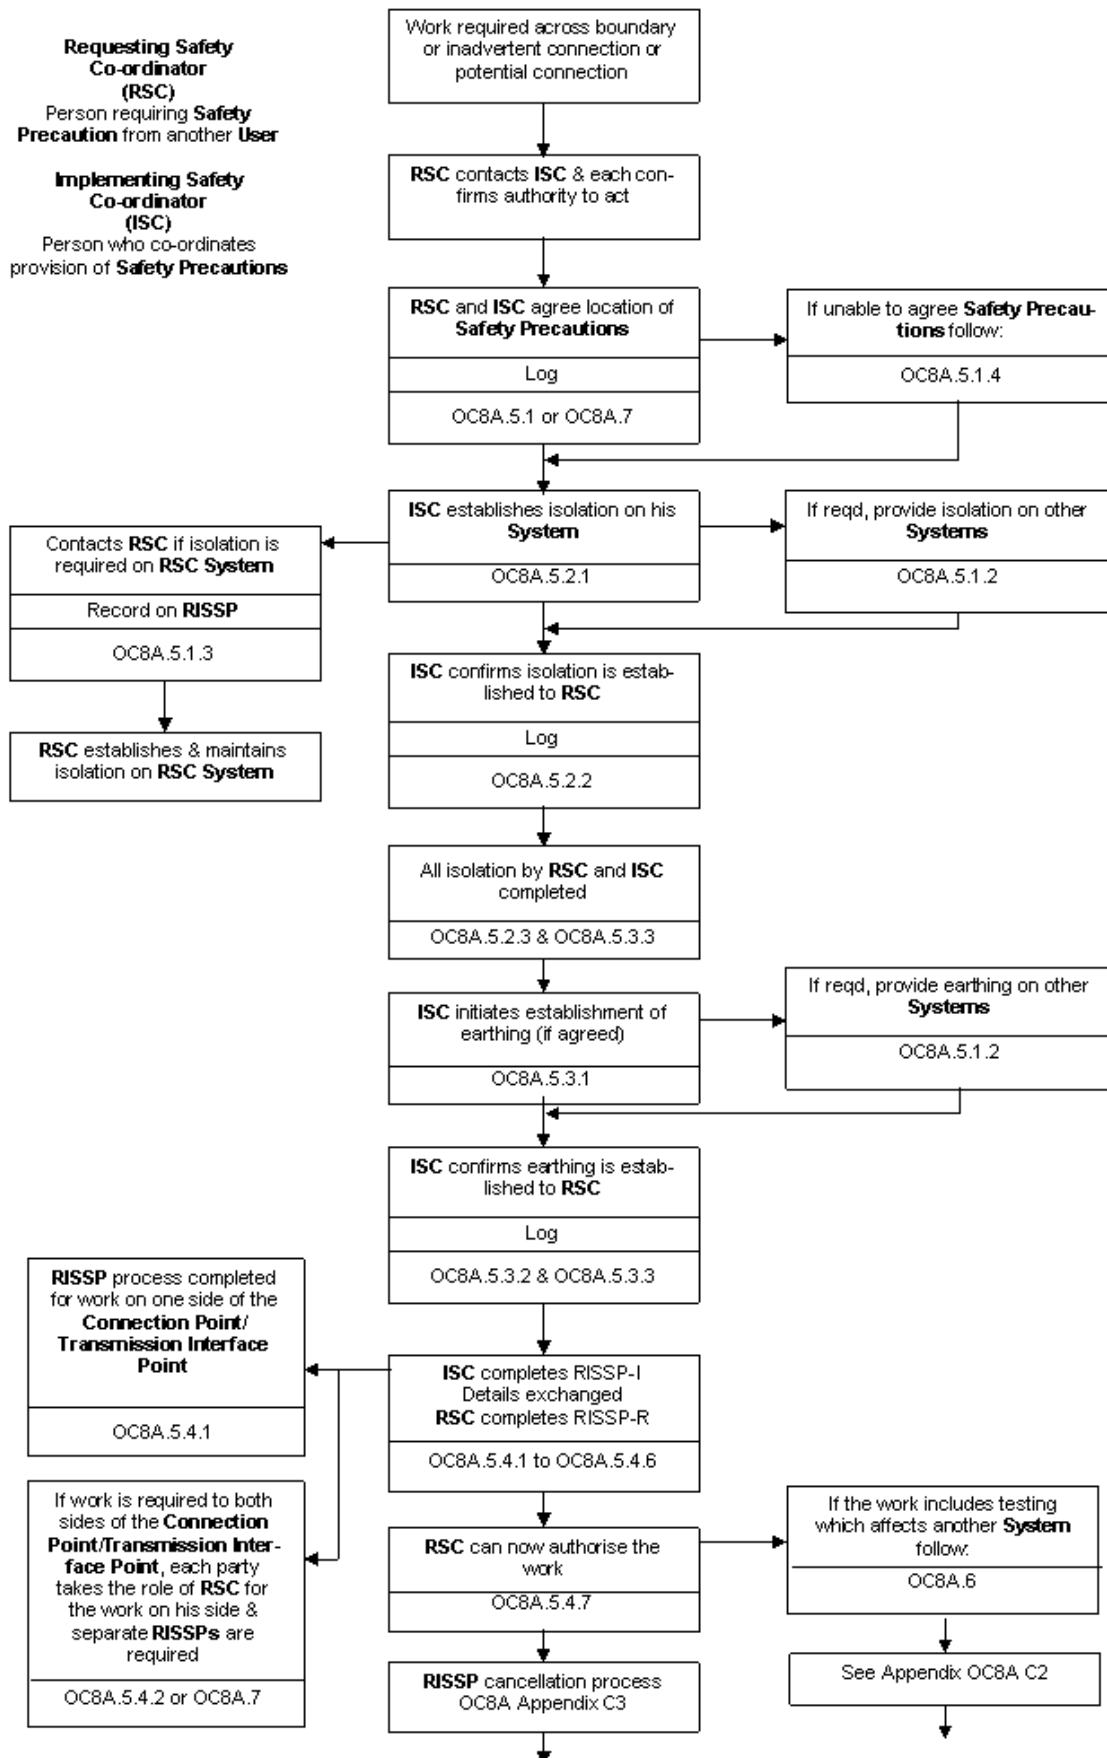 Requesting Safety
Co-ordinator
(RSC)
Person requiring Safety
Precaution from another User
Implementing Safety
Co-ordinator
(ISC)
Person who co-ordinates
provision of Safety Precautions
Work required across boundary
or inadvertent connection or
potential connection
RSC contacts ISC & each con-
firms authority to act
RSC and ISC agree location of
Safety Precautions
Log
OC8A.5.1 or OC8A.7
If unable to agree Safety Precau-
tions follow:
OC8A.5.1.4
ISC establishes isolation on his
System
OC8A.5.2.1
If reqd, provide isolation on other
Systems
OC8A.5.1.2
Contacts RSC if isolation is
required on RSC System
Record on RISSP
OC8A.5.1.3
RSC establishes & maintains
isolation on RSC System
ISC confirms isolation is estab-
lished to RSC
Log
OC8A.5.2.2
All isolation by RSC and ISC
completed
OC8A.5.2.3 & OC8A.5.3.3
ISC initiates establishment of
earthing (if agreed)
OC8A.5.3.1
If reqd, provide earthing on other
Systems
OC8A.5.1.2
ISC confirms earthing is estab-
lished to RSC
Log
OC8A.5.3.2 & OC8A.5.3.3
RISSP process completed
for work on one side of the
Connection Point/
Transmission Interface
Point
OC8A.5.4.1
ISC completes RISSP-I
Details exchanged
RSC completes RISSP-R
OC8A.5.4.1 to OC8A.5.4.6
If work is required to both
sides of the Connection
Point/Transmission Inter-
face Point, each party
takes the role of RSC for
the work on his side &
separate RISSPs are
required
OC8A.5.4.2 or OC8A.7
RSC can now authorise the
work
OC8A.5.4.7
If the work includes testing
which affects another System
follow:
OC8A.6
RISSP cancellation process
OC8A Appendix C3
See Appendix OC8A C2